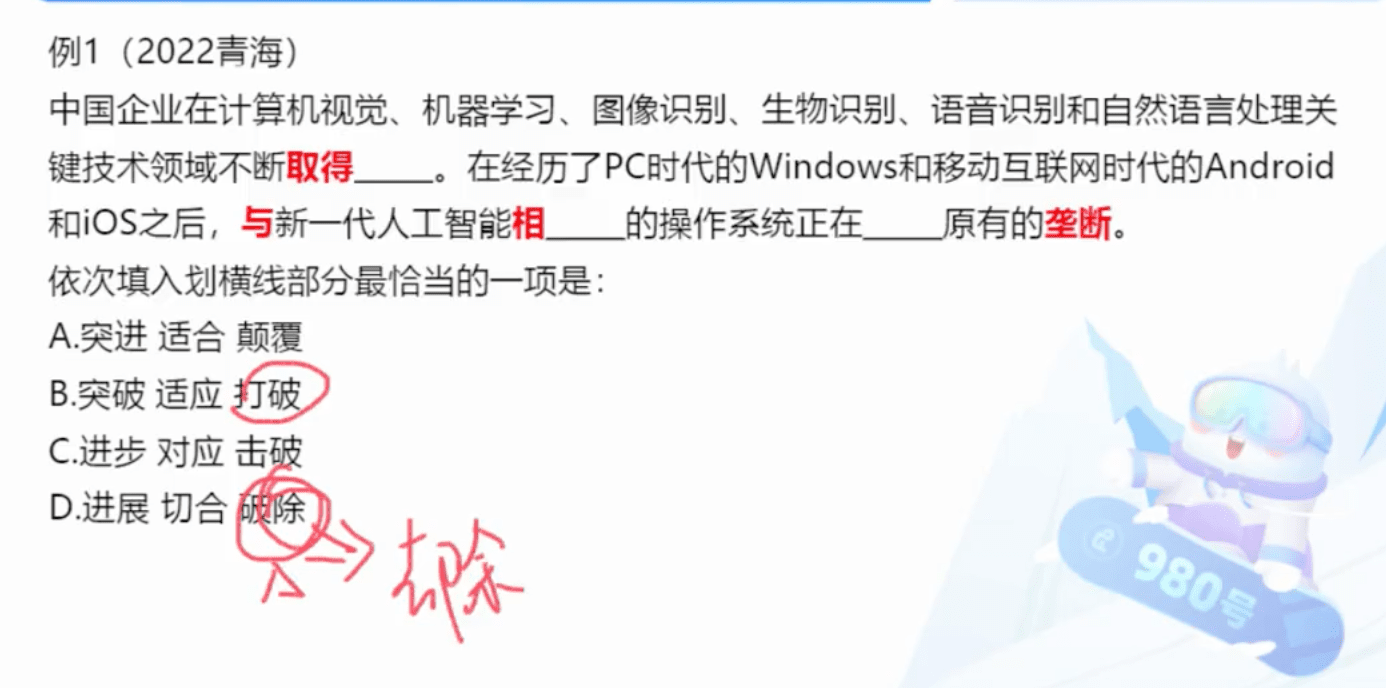 例1（2022青海）
中国企业在计算机视觉、机器学习、图像识别、生物识别、语音识别和自然语言处理关
键技术领域不断取得_____。在经历了PC时代的Windows和移动互联网时代的Android
和iOS之后，与新一代人工智能相_____的操作系统正在_____原有的垄断。
依次填入划横线部分最恰当的一项是：
A.突进 适合 颠覆
B.突破 适应 打破
C.进步 对应 击破
D.进展 切合 破除
去除
980号